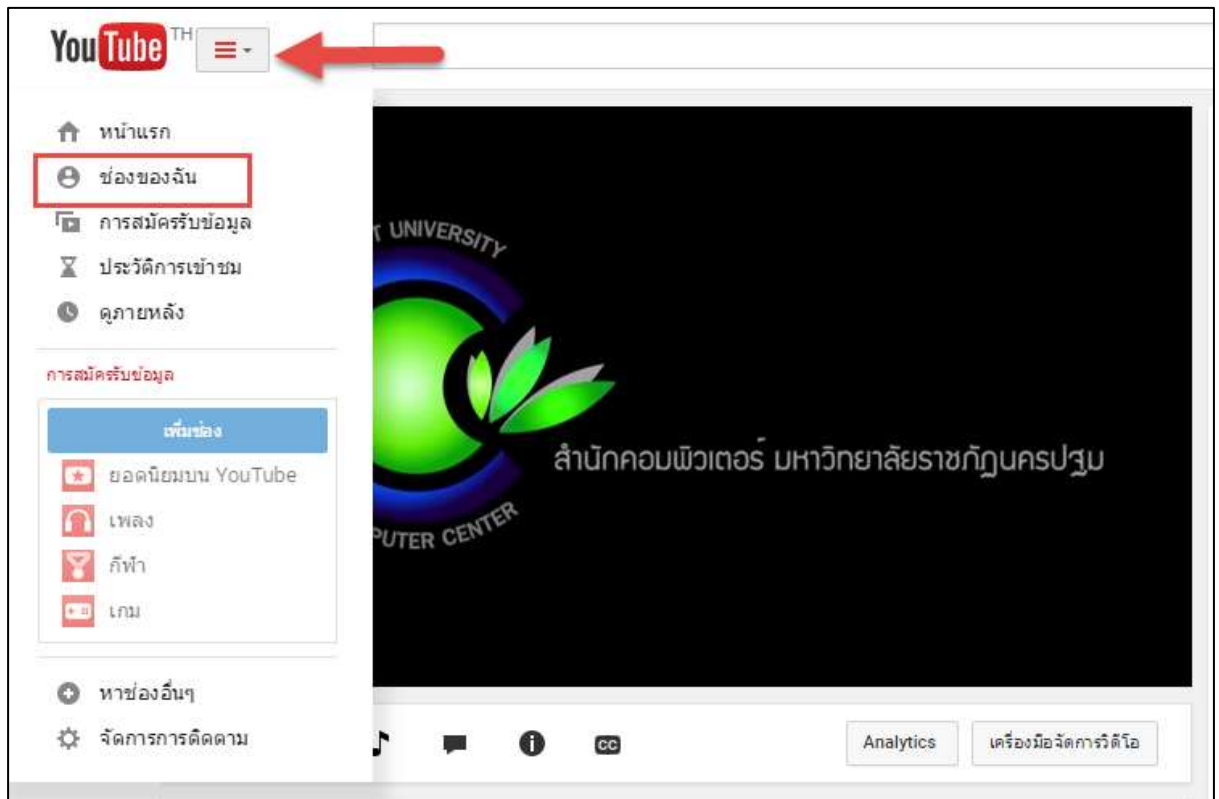 YouTube TH
หน้าแรก
ช่องของฉัน
การสมัครรับข้อมูล
ประวัติการเข้าชม
ดูภายหลัง
การสมัครรับข้อมูล
เพิ่มช่อง
ยอดนิยมบน YouTube
เพลง
กีฬา
เกม
หาช่องอื่นๆ
จัดการการติดตาม
T UNIVERSITY
สำนักคอมพิวเตอร์ มหาวิทยาลัยราชภัฏนครปฐม
PUTER CENTER
CC
Analytics
เครื่องมือจัดการวิดีโอ